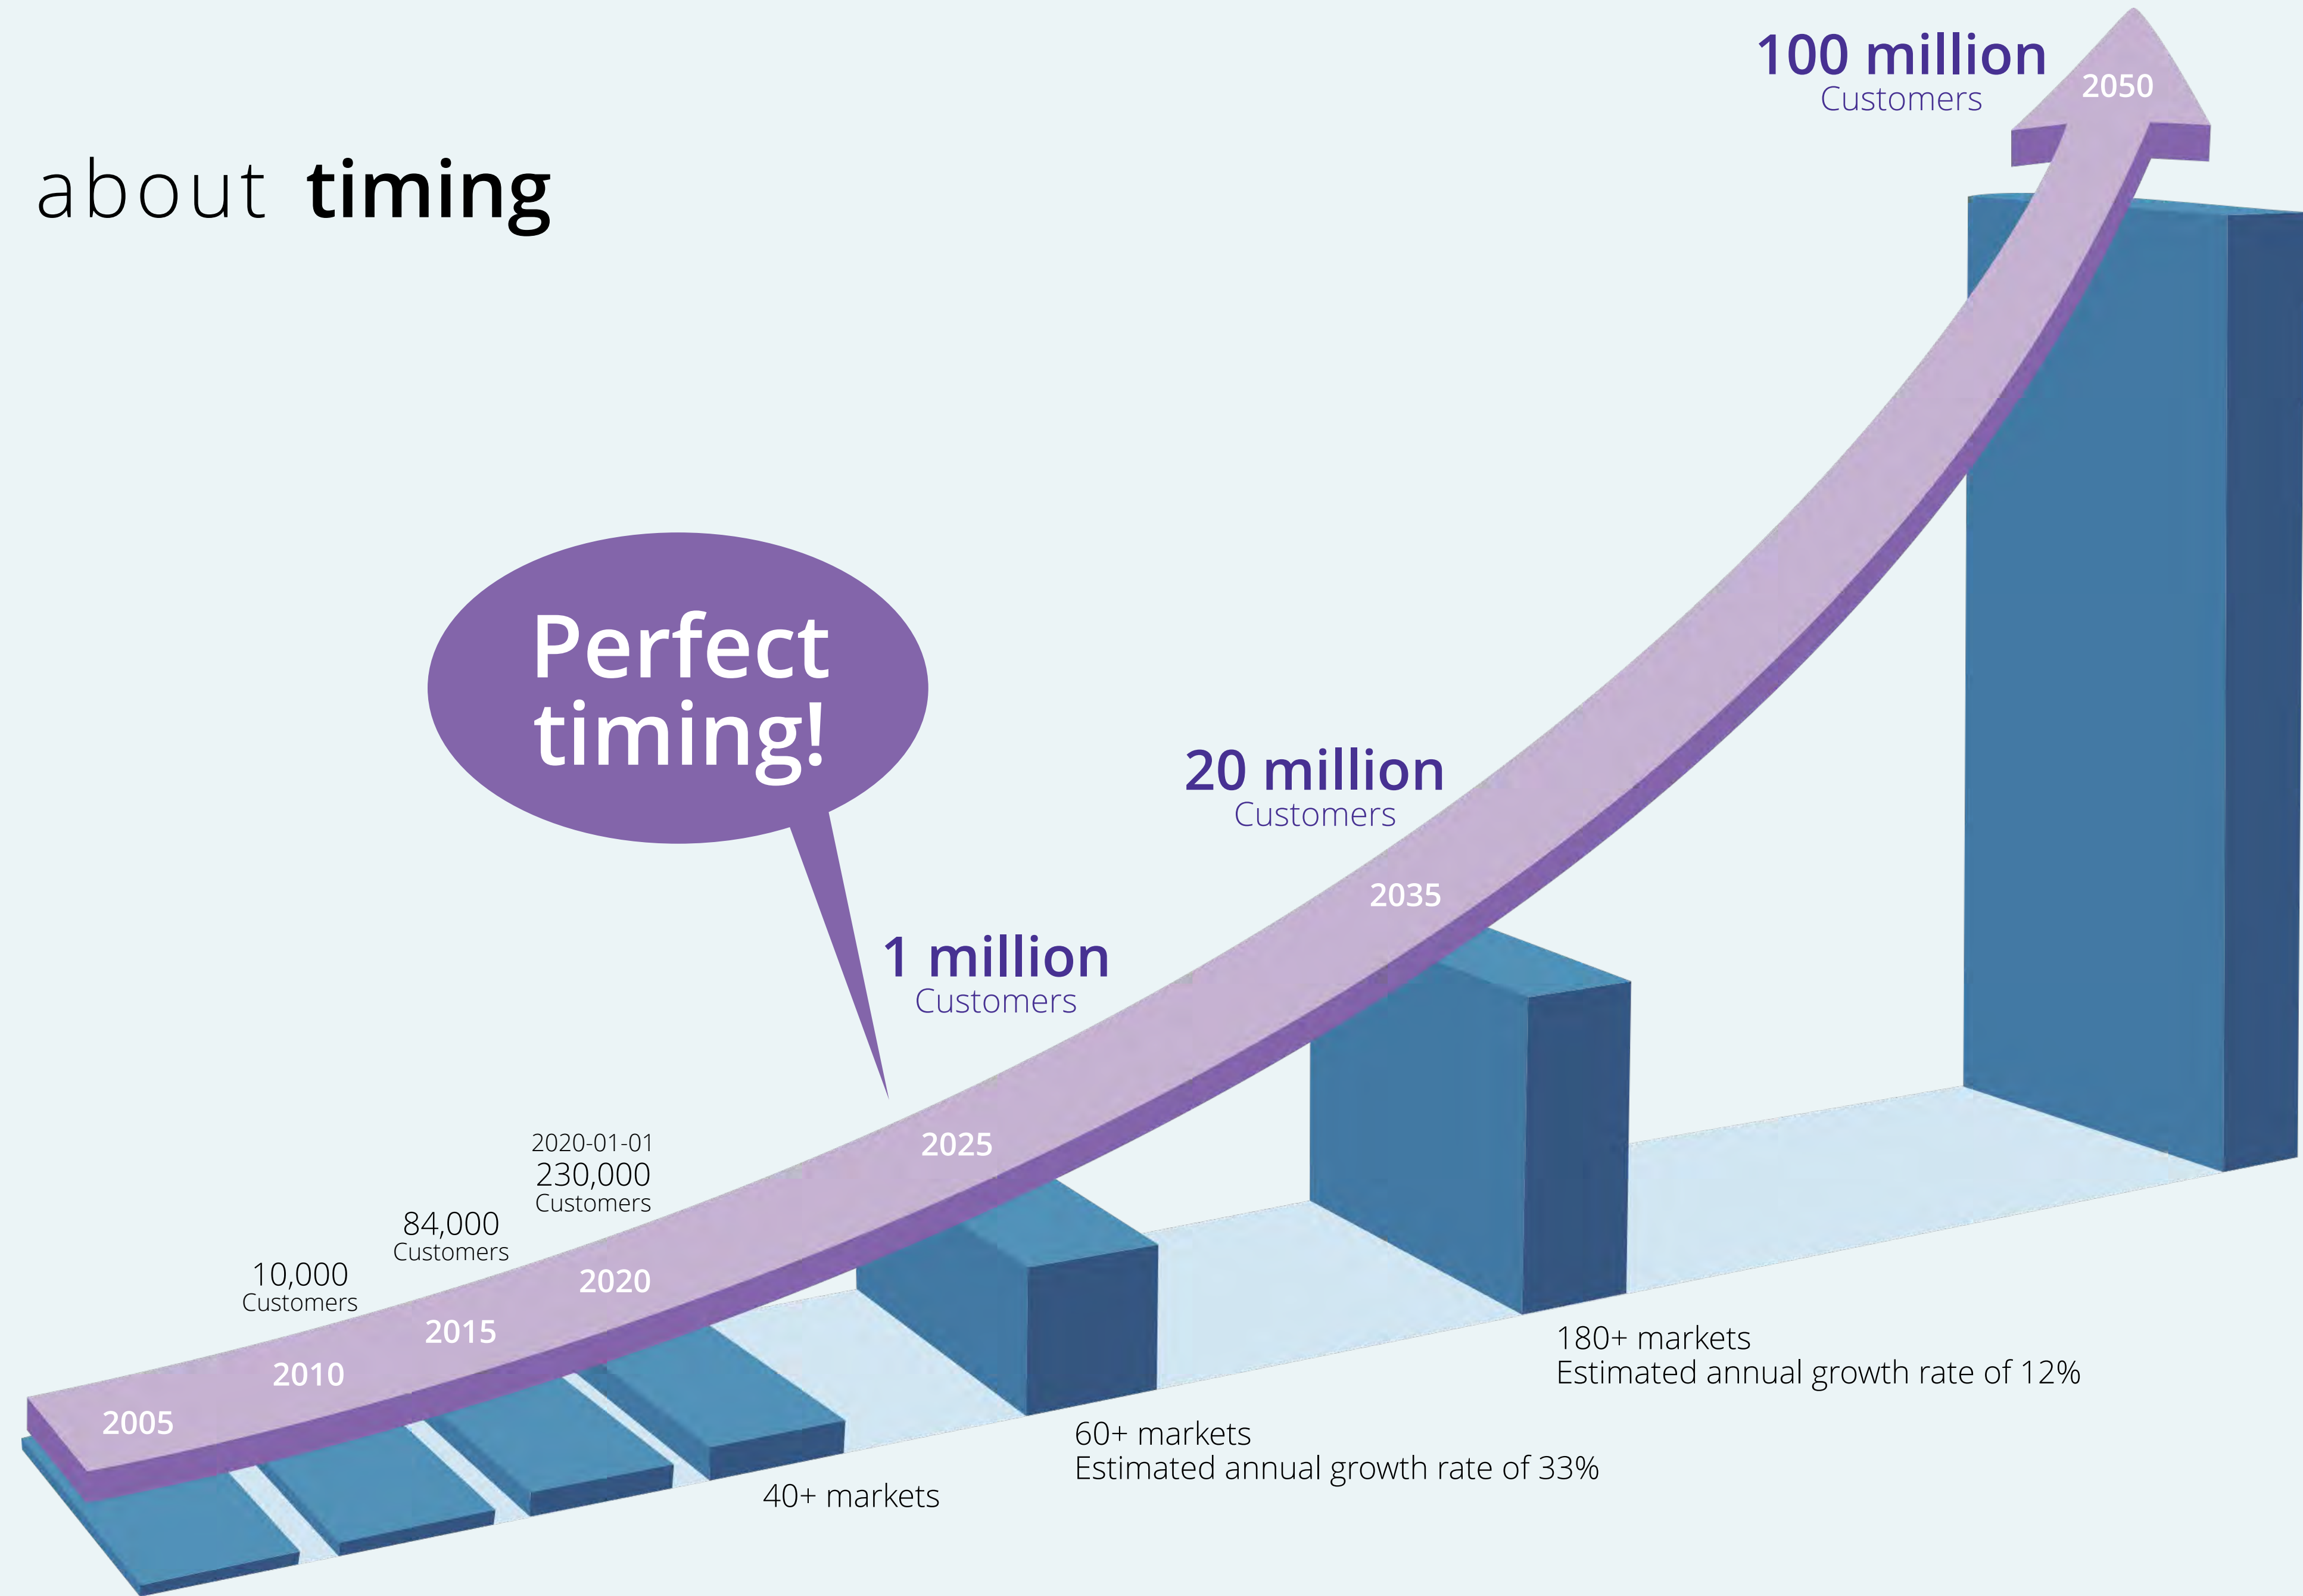 about timing
100 million
Customers
2050
Perfect
timing!
20 million
Customers
2035
1 million
Customers
2025
2020-01-01
230,000
Customers
2020
84,000
Customers
2015
10,000
Customers
2010
2005
180+ markets
Estimated annual growth rate of 12%
60+ markets
Estimated annual growth rate of 33%
40+ markets